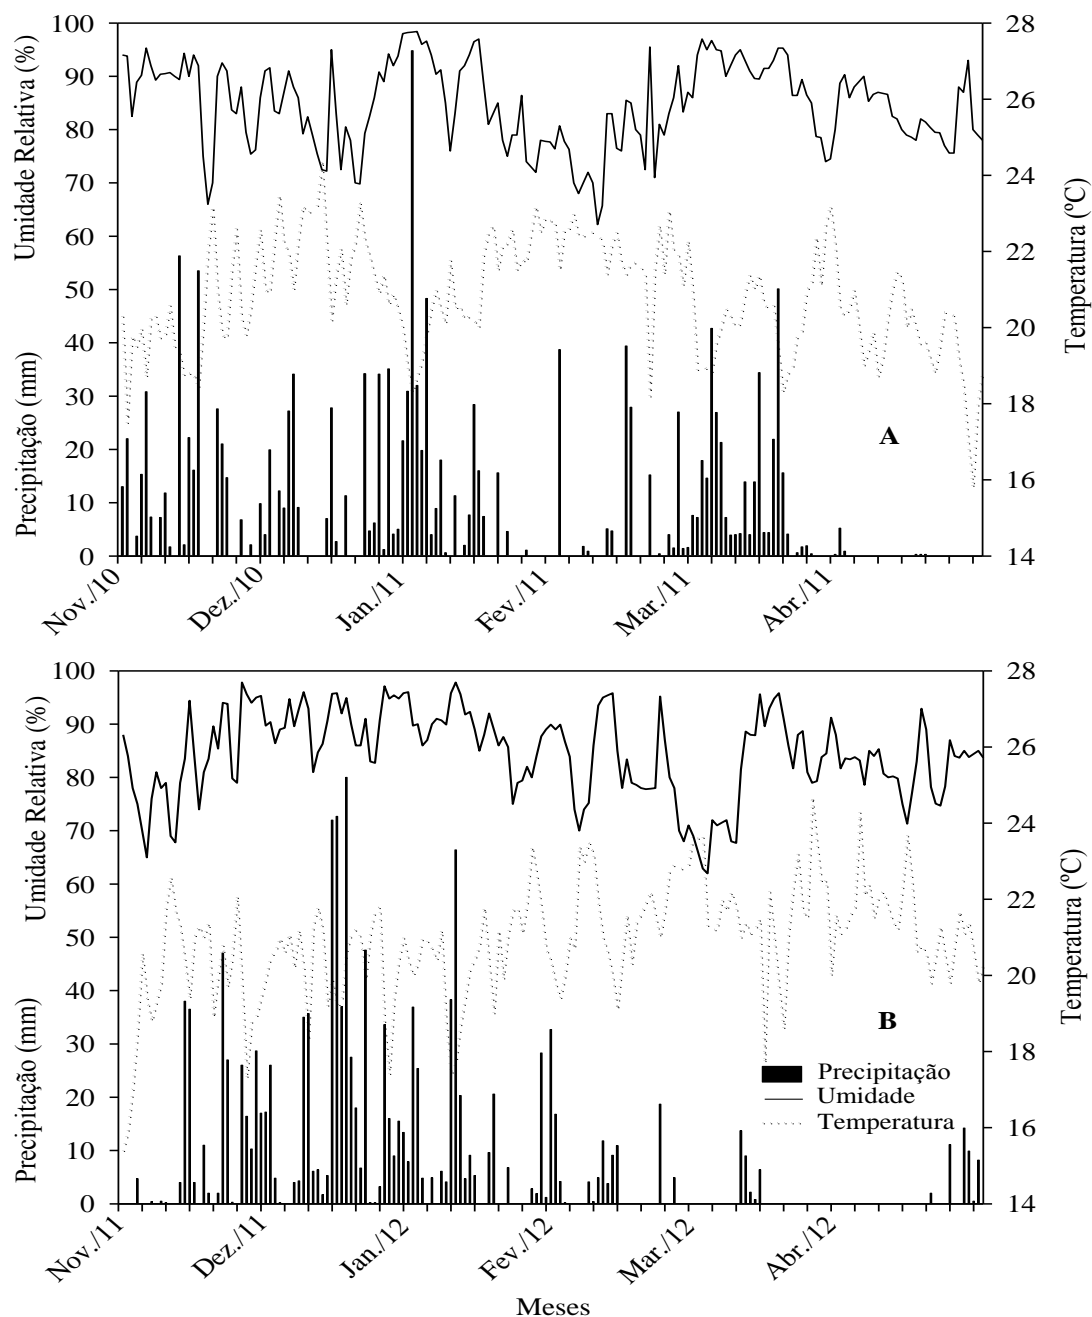 100
90
80
70
60
50
40
30
20
10
0
Umidade Relativa (%)
Precipitação (mm)
28
26
24
22
20
18
16
14
Temperatura (ºC)
A
Nov./10
Dez./10
Jan./11
Fev./11
Mar./11
Abr./11
100
90
80
70
60
50
40
30
20
10
0
Umidade Relativa (%)
Precipitação (mm)
28
26
24
22
20
18
16
14
Temperatura (ºC)
B
Precipitação
Umidade
Temperatura
Nov./11
Dez./11
Jan./12
Fev./12
Mar./12
Abr./12
Meses